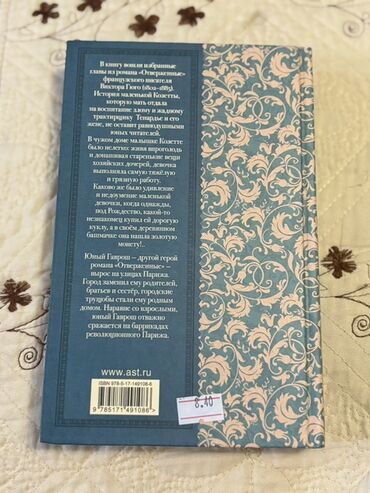 В книгу вошли избранные
главы из романа «Отверженные»
французского писателя
Виктора Гюго (1802–1885).
История маленькой Козетты,
которую мать отдала
на воспитание злому и жадному
трактирщику Тенардье и его
жене, не оставит равнодушными
юных читателей.
В чужом доме малышке Козетте
было нелегко: живя впроголодь
и донашивая старенькие вещи
хозяйских дочерей, девочка
выполняла самую тяжёлую
и грязную работу.
Каково же было удивление
и недоумение маленькой
девочки, когда однажды,
под Рождество, какой-то
незнакомец купил ей дорогую
куклу, а в своём деревянном
башмачке она нашла золотую
монету!..
Юный Гаврош – другой герой
романа «Отверженные» –
вырос на улицах Парижа.
Город заменил ему родителей,
братьев и сестёр, городские
трущобы стали ему родным
домом. Наравне со взрослыми,
юный Гаврош отважно
сражается на баррикадах
революционного Парижа.
www.ast.ru
ISBN 978-5-17-149108-6
9 785171 491086 >
8.40